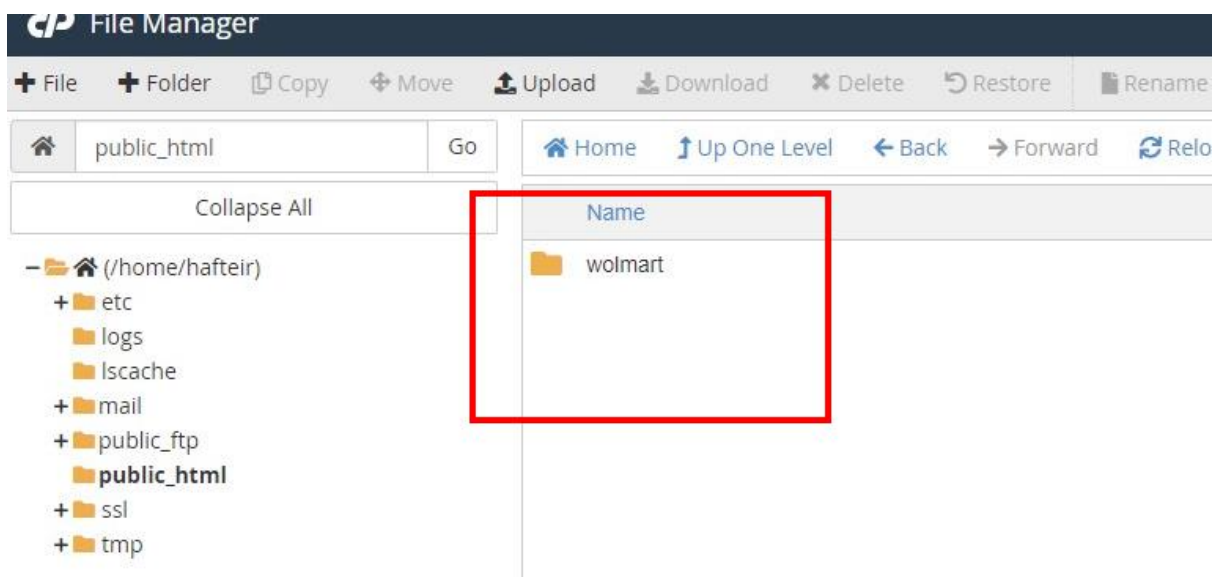 cP File Manager
+ File + Folder Copy Move Upload Download Delete Restore Rename
public_html Go Home Up One Level Back Forward
Collapse All
Name
(/home/hafteir)
wolmart
etc
logs
lscache
mail
public_ftp
public_html
ssl
tmp